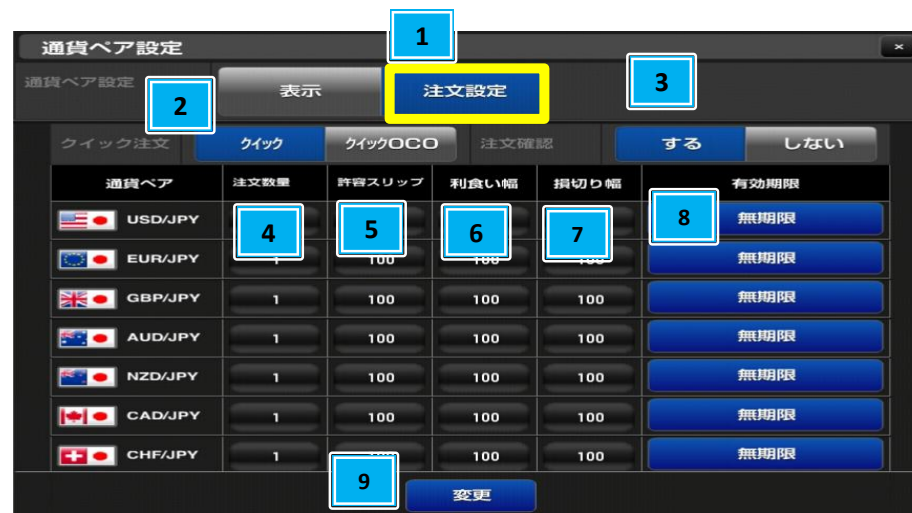 1
通貨ペア設定
×
通貨ペア設定
2
表示
注文設定
3
クイック注文
クイック
クイックOCO
注文確認
する
しない
通貨ペア
注文数量
許容スリップ
利食い幅
損切り幅
有効期限
USD/JPY
4
5
6
7
8
無期限
EUR/JPY
1
100
100
100
無期限
GBP/JPY
1
100
100
100
無期限
AUD/JPY
1
100
100
100
無期限
NZD/JPY
1
100
100
100
無期限
CAD/JPY
1
100
100
100
無期限
CHF/JPY
1
100
100
無期限
9
変更